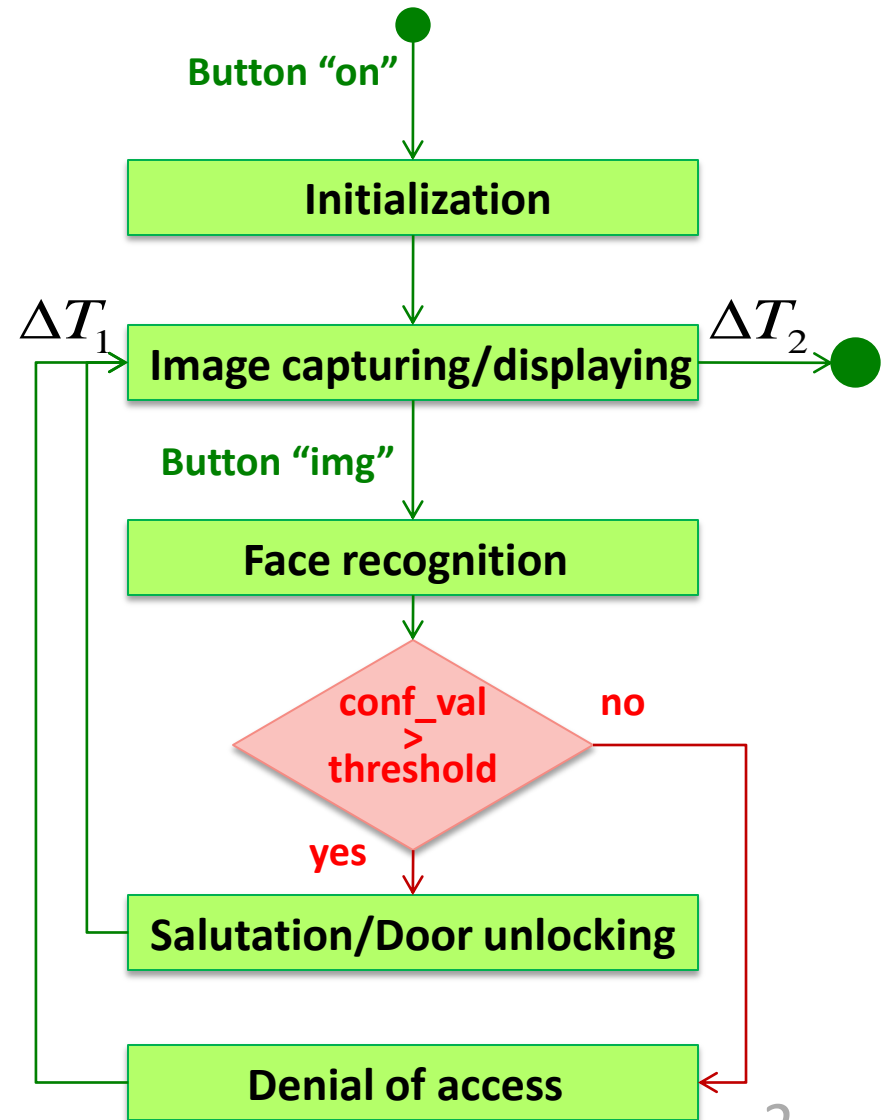 Button “on”
Initialization
ΔT₁
Image capturing/displaying
ΔT₂
Button “img”
Face recognition
conf_val
>
threshold
no
yes
Salutation/Door unlocking
Denial of access